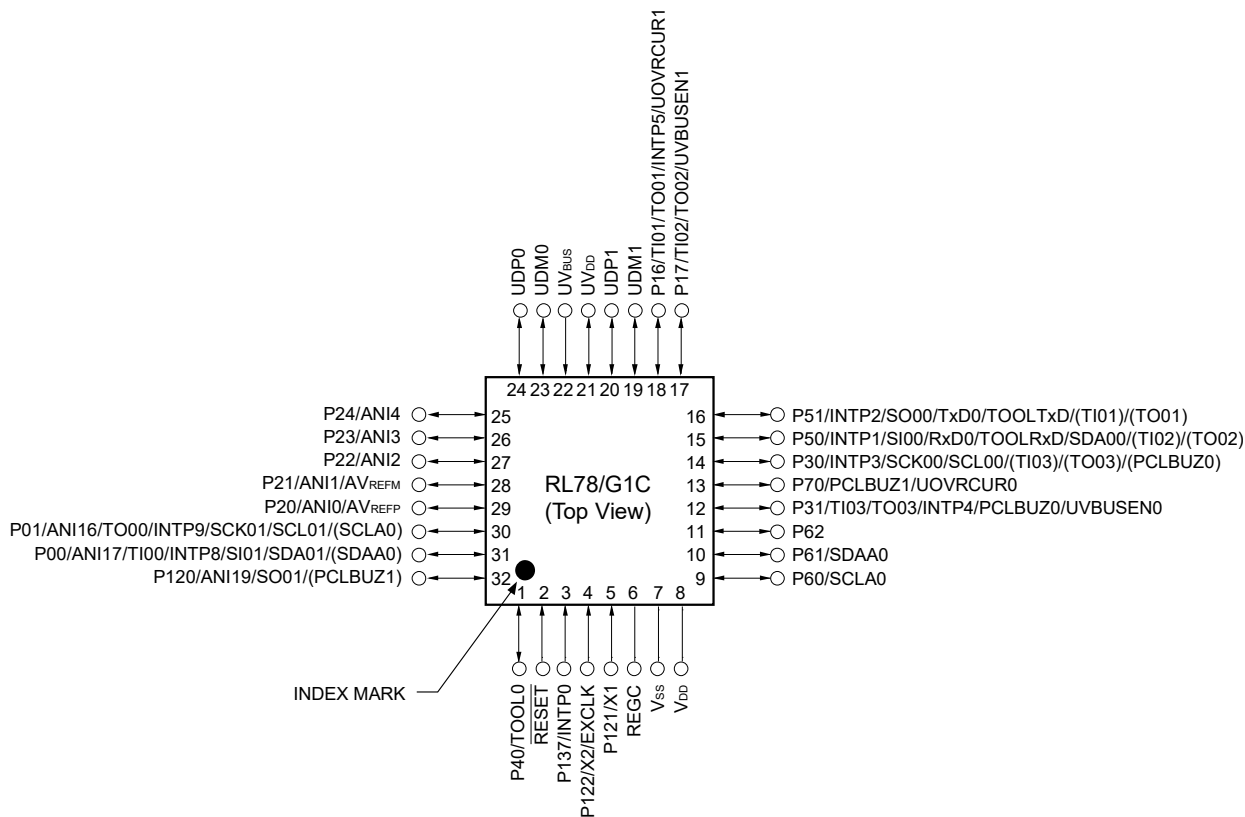 P16/TI01/TO01/INTP5/UOVRCUR1
P17/TI02/TO02/UVBUSEN1
UDP0
UDM0
UVBUS
UVDD
UDP1
UDM1
24 23 22 21 20 19 18 17
P24/ANI4
25
P23/ANI3
26
P22/ANI2
27
P21/ANI1/AVREFM
28
P20/ANI0/AVREFP
29
P01/ANI16/TO00/INTP9/SCK01/SCL01/(SCLA0)
30
P00/ANI17/TI00/INTP8/SI01/SDA01/(SDAA0)
31
P120/ANI19/SO01/(PCLBUZ1)
32
RL78/G1C
(Top View)
16
P51/INTP2/SO00/TxD0/TOOLTxD/(TI01)/(TO01)
15
P50/INTP1/SI00/RxD0/TOOLRxD/SDA00/(TI02)/(TO02)
14
P30/INTP3/SCK00/SCL00/(TI03)/(TO03)/(PCLBUZ0)
13
P70/PCLBUZ1/UOVRCUR0
12
P31/TI03/TO03/INTP4/PCLBUZ0/UVBUSEN0
11
P62
10
P61/SDAA0
9
P60/SCLA0
1 2 3 4 5 6 7 8
INDEX MARK
P40/TOOL0
RESET
P137/INTP0
P122/X2/EXCLK
P121/X1
REGC
VSS
VDD